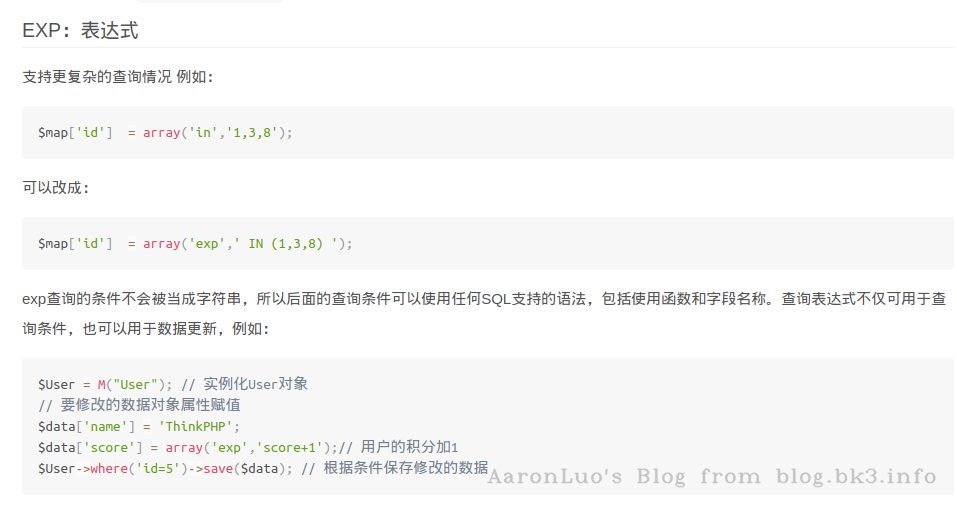 EXP：表达式
支持更复杂的查询情况 例如：
$map['id']  = array('in','1,3,8');
可以改成：
$map['id']  = array('exp',' IN (1,3,8) ');
exp查询的条件不会被当成字符串，所以后面的查询条件可以使用任何SQL支持的语法，包括使用函数和字段名称。查询表达式不仅可用于查
询条件，也可以用于数据更新，例如：
$User = M("User"); // 实例化User对象
// 要修改的数据对象属性赋值
$data['name'] = 'ThinkPHP';
$data['score'] = array('exp','score+1');// 用户的积分加1
$User->where('id=5')->save($data); // 根据条件保存修改的数据
AaronLuo's Blog from blog.bk3.info